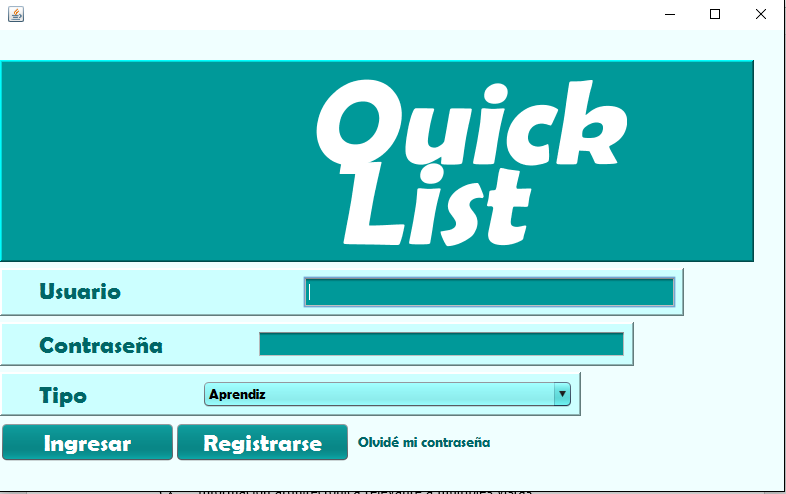 Quick
List
Usuario
Contraseña
Tipo
Aprendiz
Ingresar
Registrarse
Olvidé mi contraseña